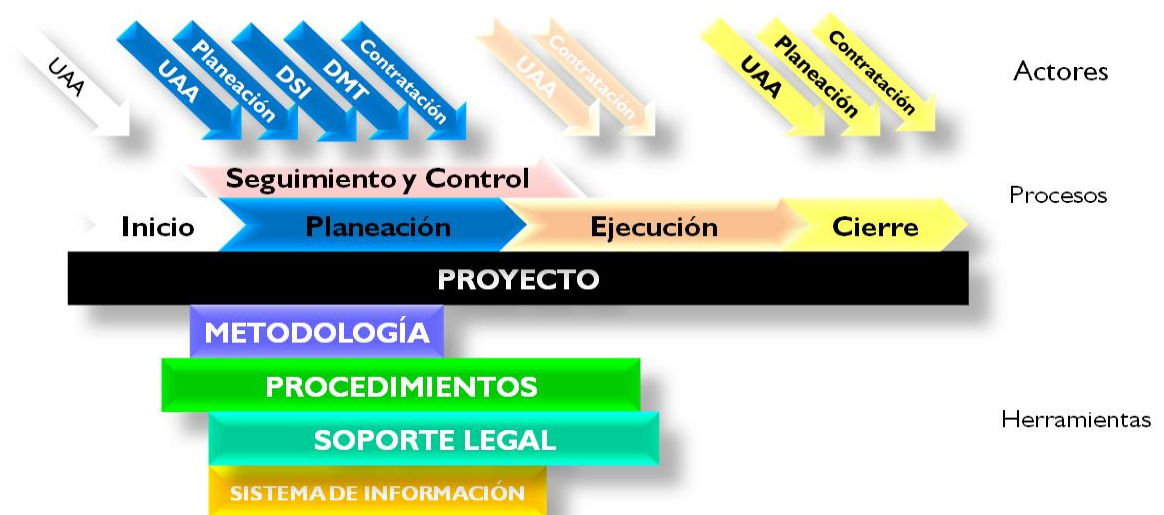 UAA
UAA
Planeación
DSI
DMT
Contratación
UAA
Contratación
UAA
Planeación
Contratación
Actores
Seguimiento y Control
Procesos
Inicio
Planeación
Ejecución
Cierre
PROYECTO
METODOLOGÍA
PROCEDIMIENTOS
SOPORTE LEGAL
Herramientas
SISTEMA DE INFORMACIÓN